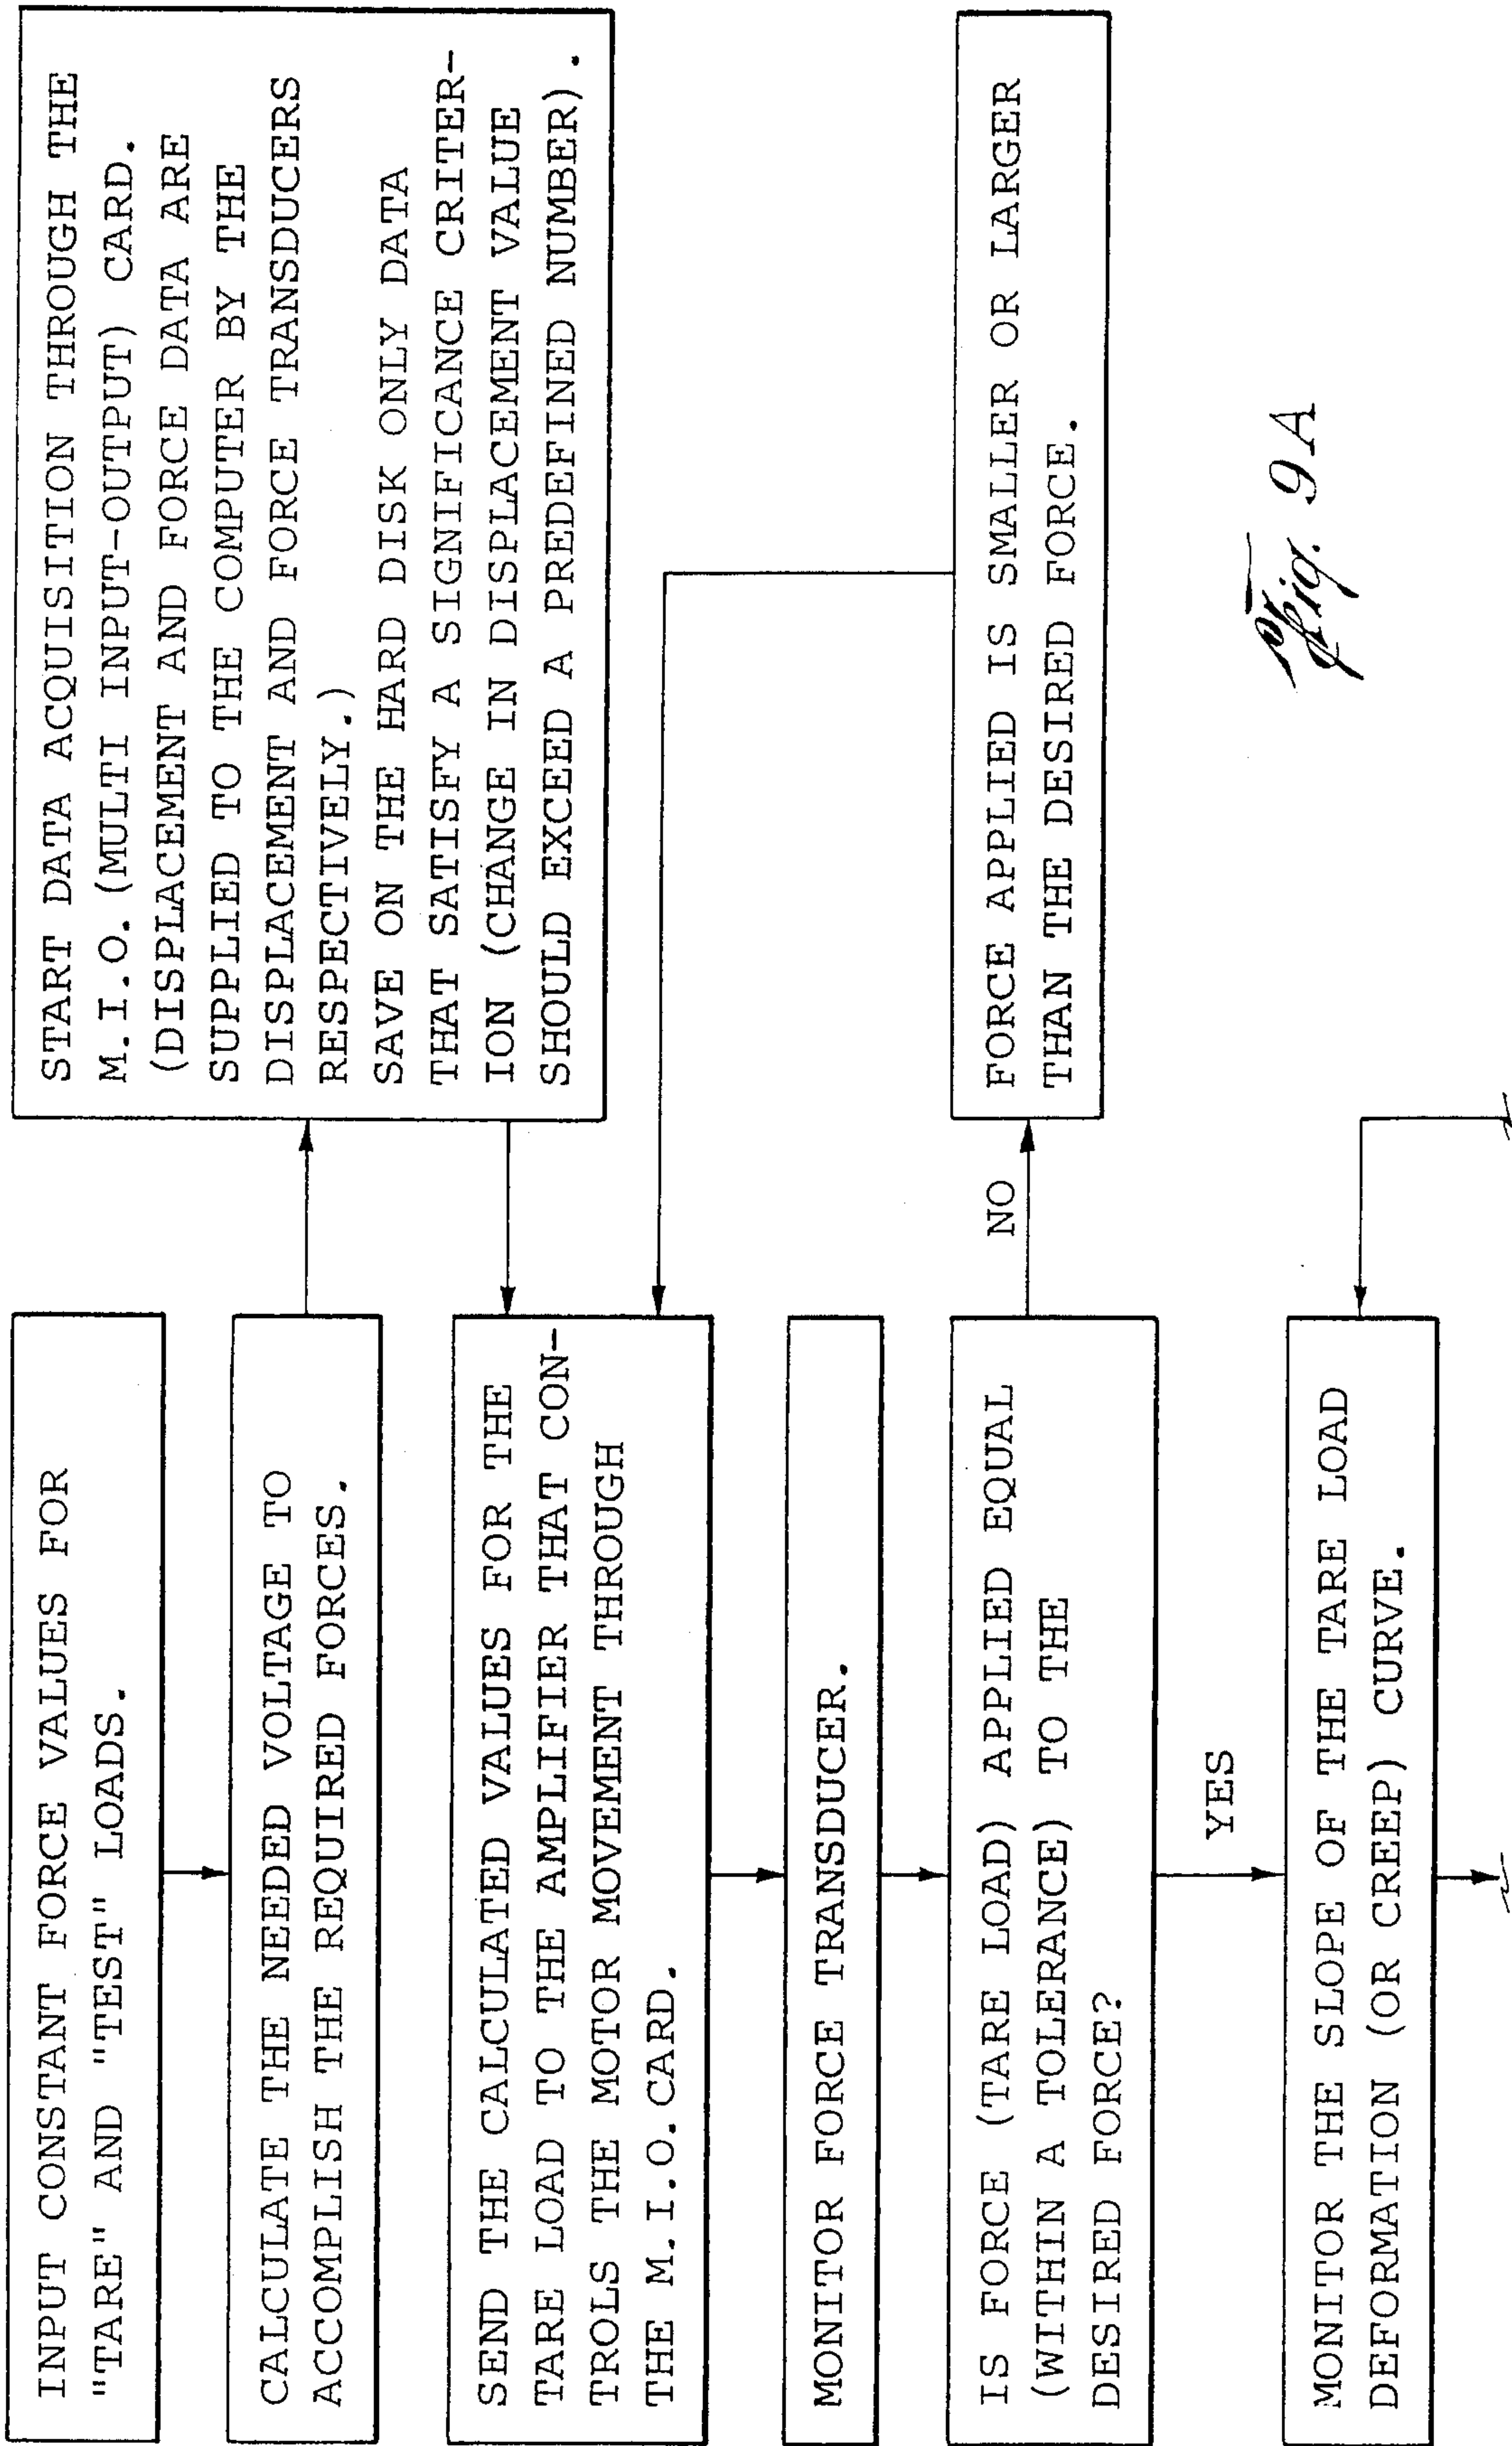 INPUT CONSTANT FORCE VALUES FOR
"TARE" AND "TEST" LOADS.
CALCULATE THE NEEDED VOLTAGE TO
ACCOMPLISH THE REQUIRED FORCES.
START DATA ACQUISITION THROUGH THE
M.I.O.(MULTI INPUT-OUTPUT) CARD.
(DISPLACEMENT AND FORCE DATA ARE
SUPPLIED TO THE COMPUTER BY THE
DISPLACEMENT AND FORCE TRANSDUCERS
RESPECTIVELY.)
SAVE ON THE HARD DISK ONLY DATA
THAT SATISFY A SIGNIFICANCE CRITER-
ION (CHANGE IN DISPLACEMENT VALUE
SHOULD EXCEED A PREDEFINED NUMBER).
SEND THE CALCULATED VALUES FOR THE
TARE LOAD TO THE AMPLIFIER THAT CON-
TROLS THE MOTOR MOVEMENT THROUGH
THE M.I.O.CARD.
MONITOR FORCE TRANSDUCER.
IS FORCE (TARE LOAD) APPLIED EQUAL
(WITHIN A TOLERANCE) TO THE
DESIRED FORCE?
NO
FORCE APPLIED IS SMALLER OR LARGER
THAN THE DESIRED FORCE.
YES
MONITOR THE SLOPE OF THE TARE LOAD
DEFORMATION (OR CREEP) CURVE.
Fig. 9A